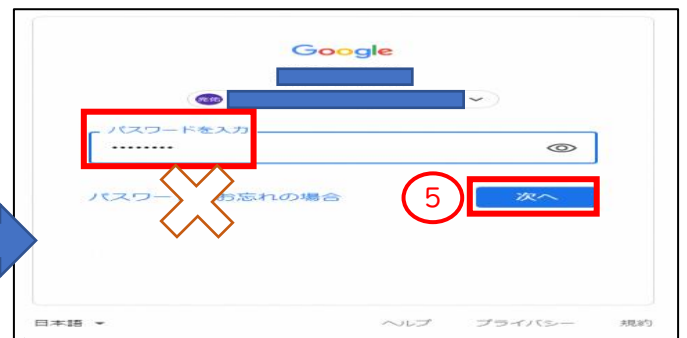 Google
パスワードを入力
········
パスワー お忘れの場合
5
次へ
日本語
ヘルプ
プライバシー
規約